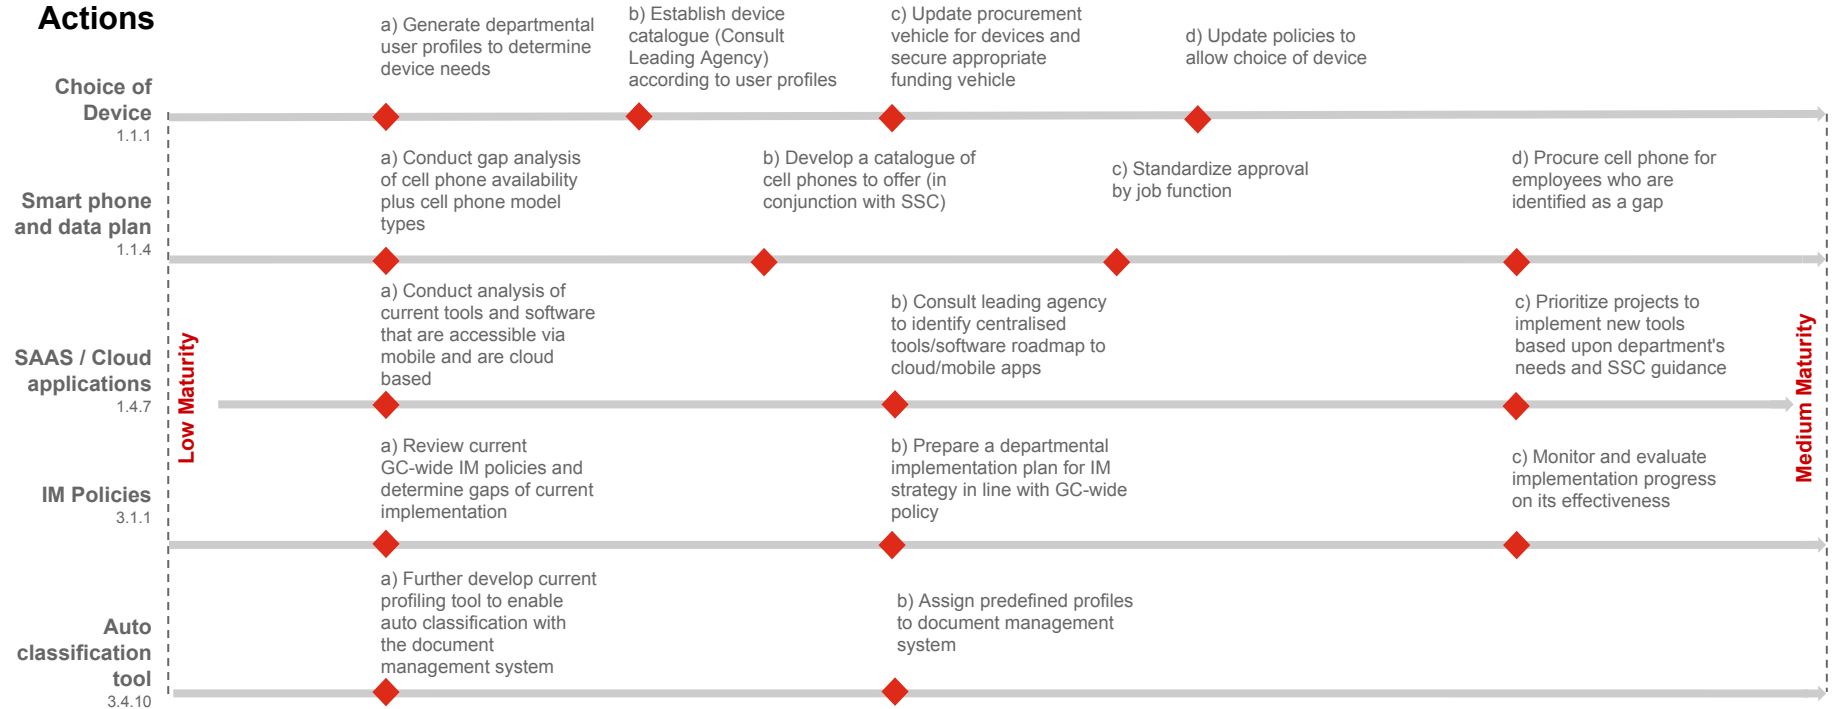 Actions
Choice of
Device
1.1.1
a) Generate departmental
user profiles to determine
device needs
b) Establish device
catalogue (Consult
Leading Agency)
according to user profiles
c) Update procurement
vehicle for devices and
secure appropriate
funding vehicle
d) Update policies to
allow choice of device
Smart phone
and data plan
1.1.4
a) Conduct gap analysis
of cell phone availability
plus cell phone model
types
b) Develop a catalogue of
cell phones to offer (in
conjunction with SSC)
c) Standardize approval
by job function
d) Procure cell phone for
employees who are
identified as a gap
SAAS / Cloud
applications
1.4.7
Low Maturity
a) Conduct analysis of
current tools and software
that are accessible via
mobile and are cloud
based
b) Consult leading agency
to identify centralised
tools/software roadmap to
cloud/mobile apps
c) Prioritize projects to
implement new tools
based upon department's
needs and SSC guidance
Medium Maturity
IM Policies
3.1.1
a) Review current
GC-wide IM policies and
determine gaps of current
implementation
b) Prepare a departmental
implementation plan for IM
strategy in line with GC-wide
policy
c) Monitor and evaluate
implementation progress
on its effectiveness
Auto
classification
tool
3.4.10
a) Further develop current
profiling tool to enable
auto classification with
the document
management system
b) Assign predefined profiles
to document management
system